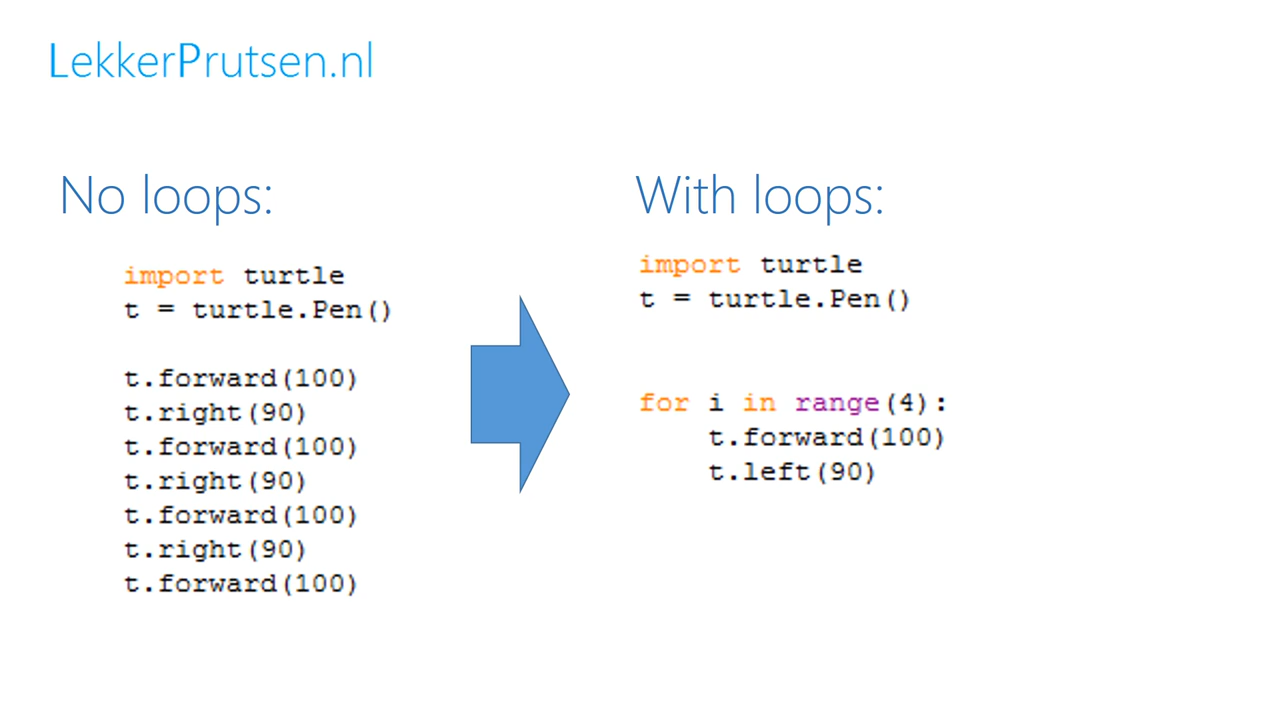 LekkerPrutsen.nl
No loops:
import turtle
t = turtle.Pen()
t.forward(100)
t.right(90)
t.forward(100)
t.right(90)
t.forward(100)
t.right(90)
t.forward(100)
With loops:
import turtle
t = turtle.Pen()
for i in range(4):
    t.forward(100)
    t.left(90)